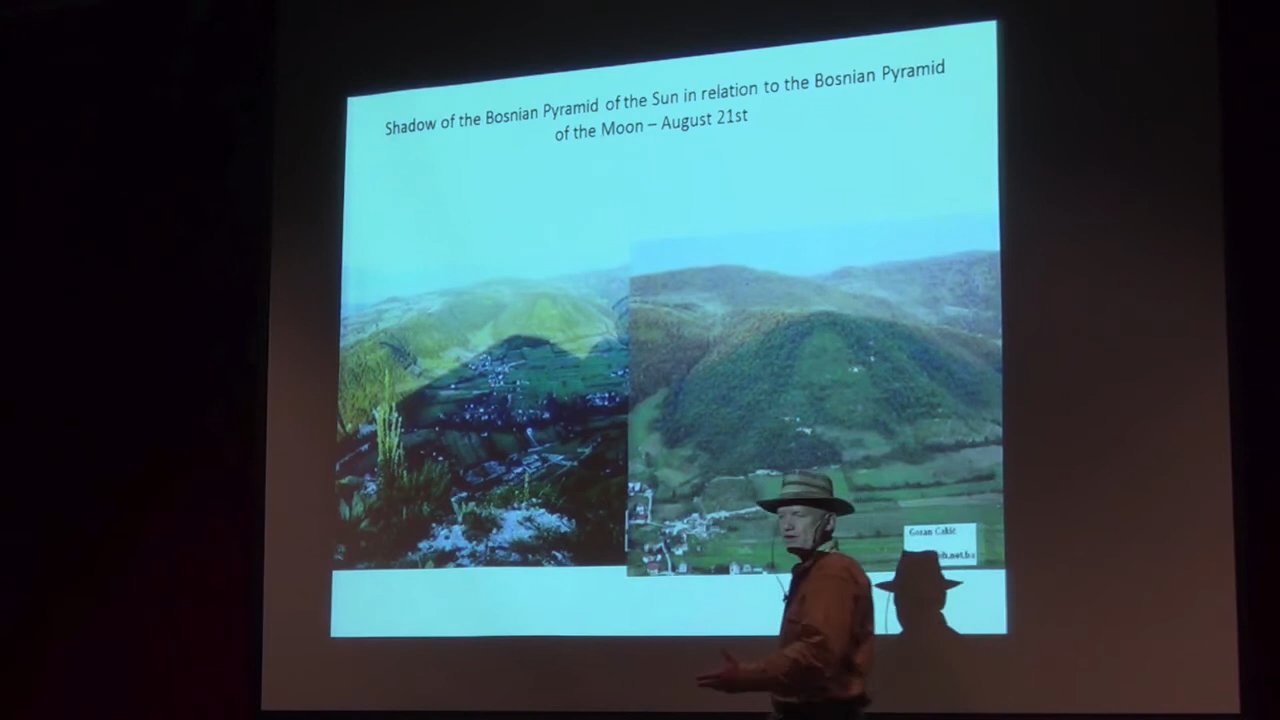 Shadow of the Bosnian Pyramid of the Sun in relation to the Bosnian Pyramid
of the Moon – August 21st
Goran Cakic